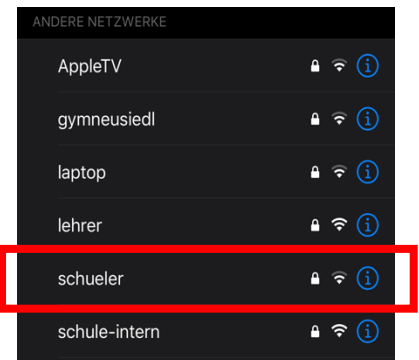 ANDERE NETZWERKE
AppleTV
gymneusiedl
laptop
lehrer
schueler
schule-intern